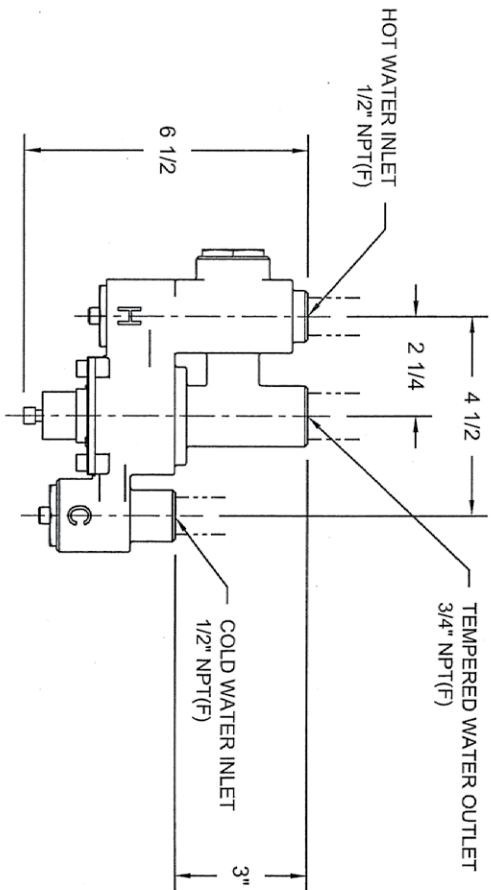 HOT WATER INLET
1/2" NPT(F)
TEMPERED WATER OUTLET
3/4" NPT(F)
4 1/2
2 1/4
6 1/2
H
C
COLD WATER INLET
1/2" NPT(F)
3"